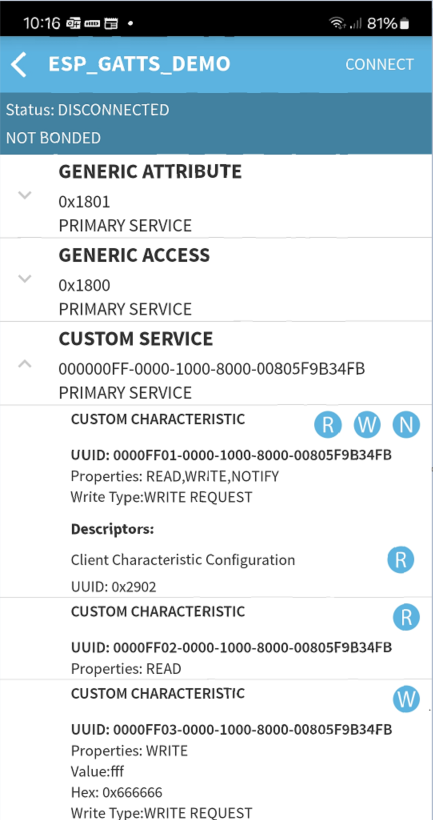 10:16 81%
ESP_GATTS_DEMO CONNECT
Status: DISCONNECTED
NOT BONDED
GENERIC ATTRIBUTE
0x1801
PRIMARY SERVICE
GENERIC ACCESS
0x1800
PRIMARY SERVICE
CUSTOM SERVICE
000000FF-0000-1000-8000-00805F9B34FB
PRIMARY SERVICE
CUSTOM CHARACTERISTIC R W N
UUID: 0000FF01-0000-1000-8000-00805F9B34FB
Properties: READ,WRITE,NOTIFY
Write Type:WRITE REQUEST
Descriptors:
Client Characteristic Configuration R
UUID: 0x2902
CUSTOM CHARACTERISTIC R
UUID: 0000FF02-0000-1000-8000-00805F9B34FB
Properties: READ
CUSTOM CHARACTERISTIC W
UUID: 0000FF03-0000-1000-8000-00805F9B34FB
Properties: WRITE
Value:fff
Hex: 0x666666
Write Type:WRITE REQUEST